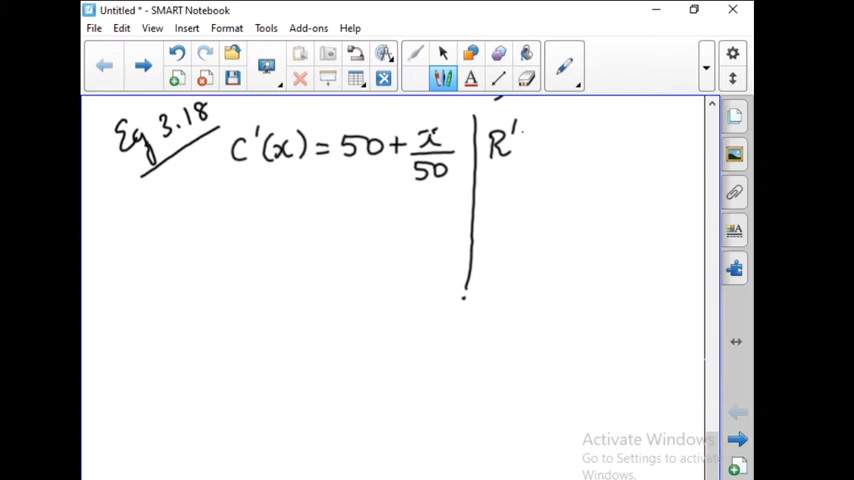 Untitled * - SMART Notebook
File Edit View Insert Format Tools Add-ons Help
Eg 3.18
C'(x) = 50 + x/50 | R'
Activate Windows
Go to Settings to activate
Windows.